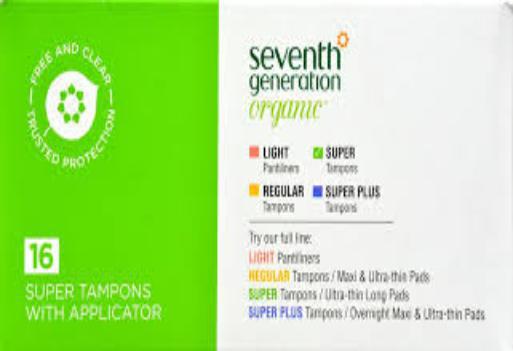 FREE AND CLEAR
TRUSTED PROTECTION
16
SUPER TAMPONS
WITH APPLICATOR
seventh
generation
organic
LIGHT
Pantiliners
SUPER
Tampons
REGULAR
Tampons
SUPER PLUS
Tampons
Try our full line:
LIGHT Pantiliners
REGULAR Tampons / Maxi & Ultra-thin Pads
SUPER Tampons / Ultra-thin Long Pads
SUPER PLUS Tampons / Overnight Maxi & Ultra-thin Pads